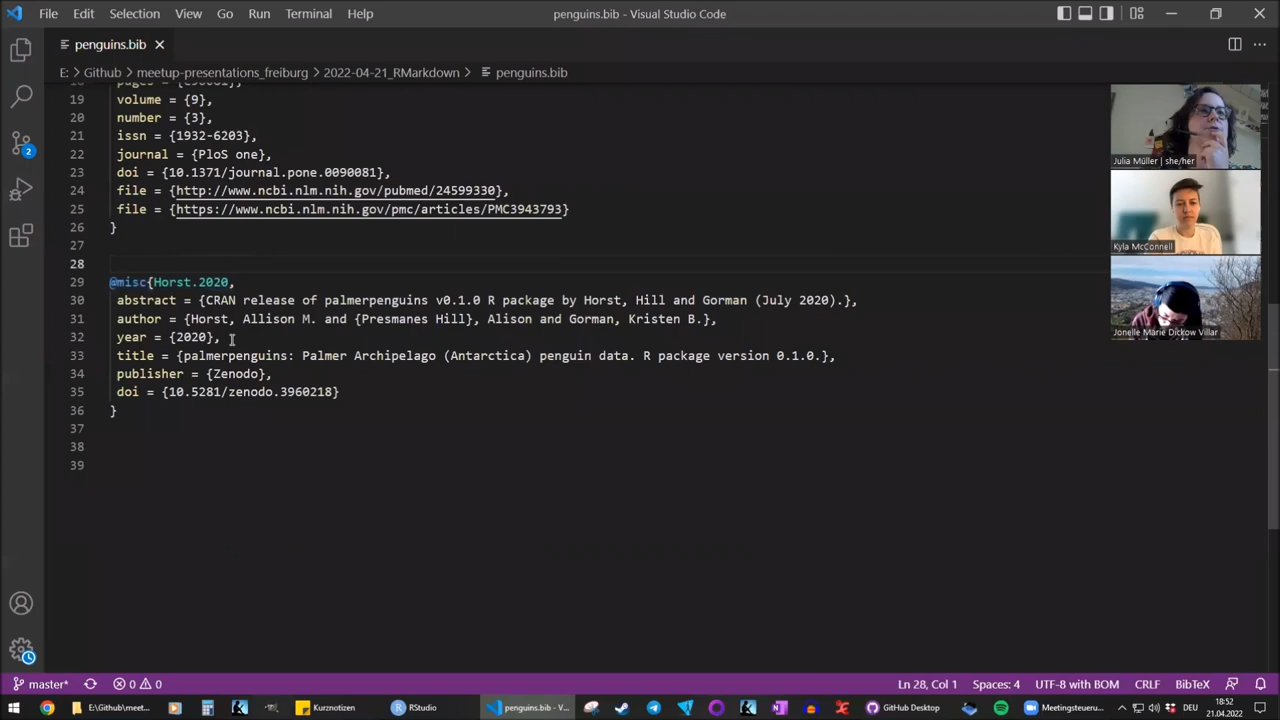 File Edit Selection View Go Run Terminal Help
penguins.bib - Visual Studio Code
penguins.bib
E: > Github > meetup-presentations_freiburg > 2022-04-21_RMarkdown > penguins.bib
19 volume = {9},
20 number = {3},
21 issn = {1932-6203},
22 journal = {PloS one},
23 doi = {10.1371/journal.pone.0090081},
24 file = {http://www.ncbi.nlm.nih.gov/pubmed/24599330},
25 file = {https://www.ncbi.nlm.nih.gov/pmc/articles/PMC3943793}
26 }
27
28
29 @misc{Horst.2020,
30 abstract = {CRAN release of palmerpenguins v0.1.0 R package by Horst, Hill and Gorman (July 2020).},
31 author = {Horst, Allison M. and {Presmanes Hill}, Alison and Gorman, Kristen B.},
32 year = {2020},
33 title = {palmerpenguins: Palmer Archipelago (Antarctica) penguin data. R package version 0.1.0.},
34 publisher = {Zenodo},
35 doi = {10.5281/zenodo.3960218}
36 }
37
38
39
Julia Müller | she/her
Kyla McConnell
Jonelle Marie Dickow Villar
2
master* 0 0 Ln 28, Col 1 Spaces: 4 UTF-8 with BOM CRLF BibTeX
E:\Github\meet... Kurznotizen RStudio penguins.bib - V... GitHub Desktop Meetingsteueru... DEU 18:52
21.04.2022